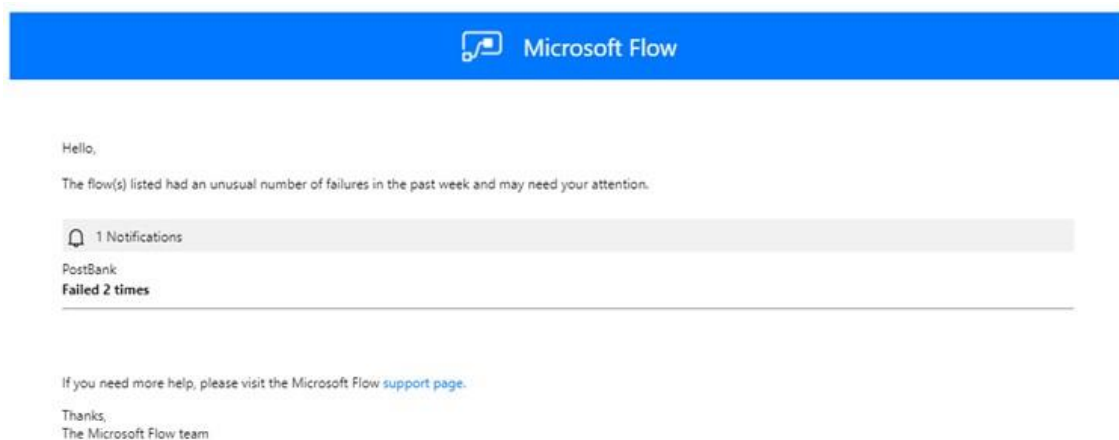 Microsoft Flow
Hello,
The flow(s) listed had an unusual number of failures in the past week and may need your attention.
1 Notifications
PostBank
Failed 2 times
If you need more help, please visit the Microsoft Flow support page.
Thanks,
The Microsoft Flow team